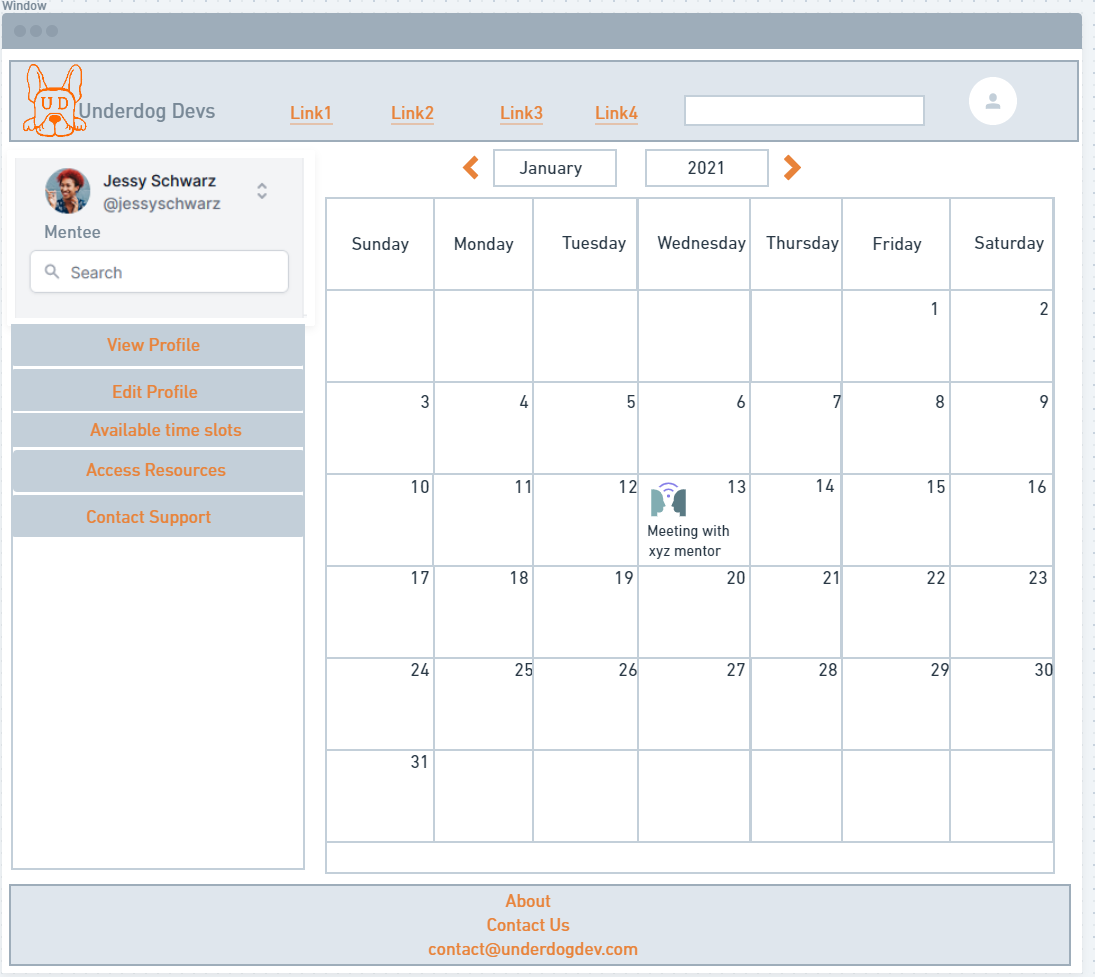 Window
UD
Underdog Devs
Link1 Link2 Link3 Link4
January 2021
Jessy Schwarz
@jessyschwarz
Mentee
Search
View Profile
Edit Profile
Available time slots
Access Resources
Contact Support
Sunday Monday Tuesday Wednesday Thursday Friday Saturday
1 2
3 4 5 6 7 8 9
10 11 12 13 14 15 16
Meeting with
xyz mentor
17 18 19 20 21 22 23
24 25 26 27 28 29 30
31
About
Contact Us
contact@underdogdev.com